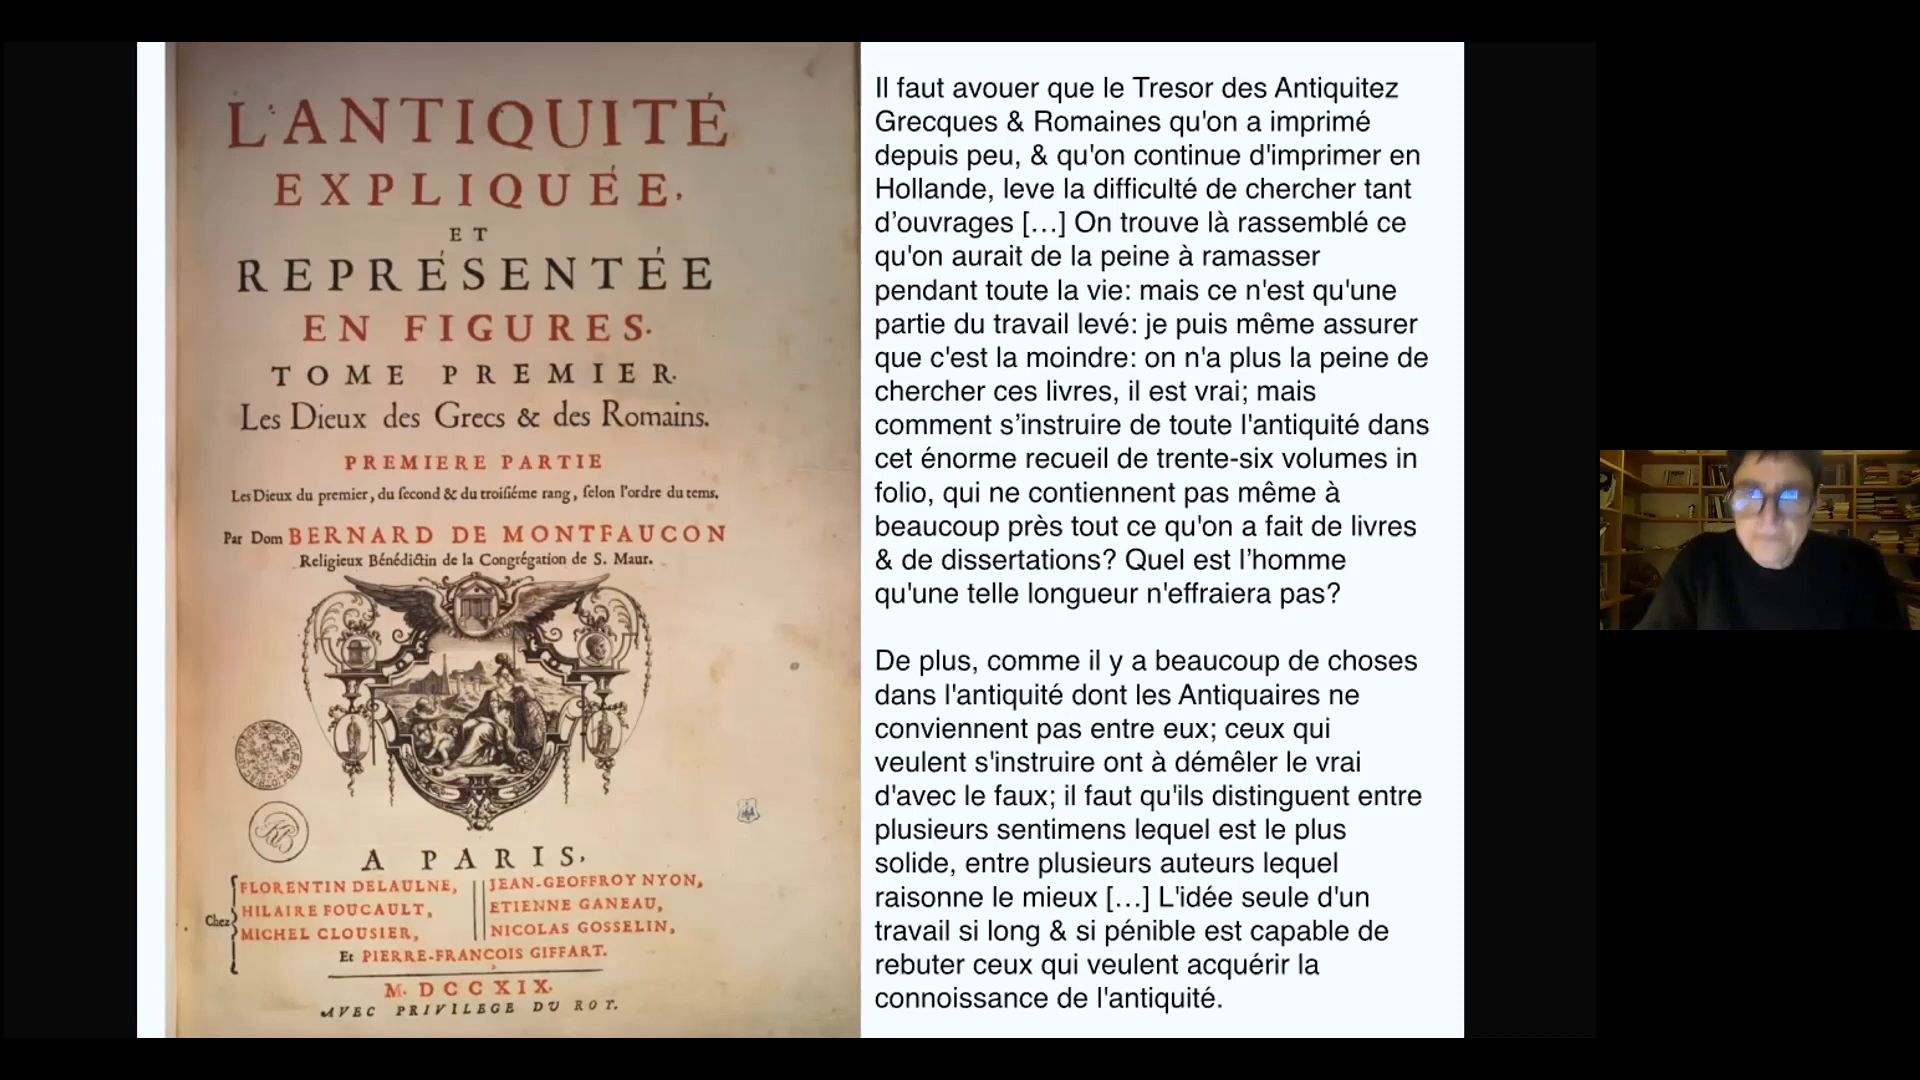 L'ANTIQUITÉ
EXPLIQUÉE,
ET
REPRÉSENTÉE
EN FIGURES.
TOME PREMIER.
Les Dieux des Grecs & des Romains.
PREMIERE PARTIE
Les Dieux du premier, du second & du troisiéme rang, selon l'ordre du tems.
Par Dom BERNARD DE MONTFAUCON
Religieux Bénédictin de la Congrégation de S. Maur.
A PARIS,
Chez
FLORENTIN DELAULNE,
HILAIRE FOUCAULT,
MICHEL CLOUSIER,
JEAN-GEOFFROY NYON,
ETIENNE GANEAU,
NICOLAS GOSSELIN,
Et PIERRE-FRANCOIS GIFFART.
M. DCCXIX.
AVEC PRIVILEGE DU ROY.
Il faut avouer que le Tresor des Antiquitez
Grecques & Romaines qu'on a imprimé
depuis peu, & qu'on continue d'imprimer en
Hollande, leve la difficulté de chercher tant
d’ouvrages […] On trouve là rassemblé ce
qu'on aurait de la peine à ramasser
pendant toute la vie: mais ce n'est qu'une
partie du travail levé: je puis même assurer
que c'est la moindre: on n'a plus la peine de
chercher ces livres, il est vrai; mais
comment s’instruire de toute l'antiquité dans
cet énorme recueil de trente-six volumes in
folio, qui ne contiennent pas même à
beaucoup près tout ce qu'on a fait de livres
& de dissertations? Quel est l’homme
qu'une telle longueur n'effraiera pas?
De plus, comme il y a beaucoup de choses
dans l'antiquité dont les Antiquaires ne
conviennent pas entre eux; ceux qui
veulent s'instruire ont à démêler le vrai
d'avec le faux; il faut qu'ils distinguent entre
plusieurs sentimens lequel est le plus
solide, entre plusieurs auteurs lequel
raisonne le mieux […] L'idée seule d'un
travail si long & si pénible est capable de
rebuter ceux qui veulent acquérir la
connoissance de l'antiquité.